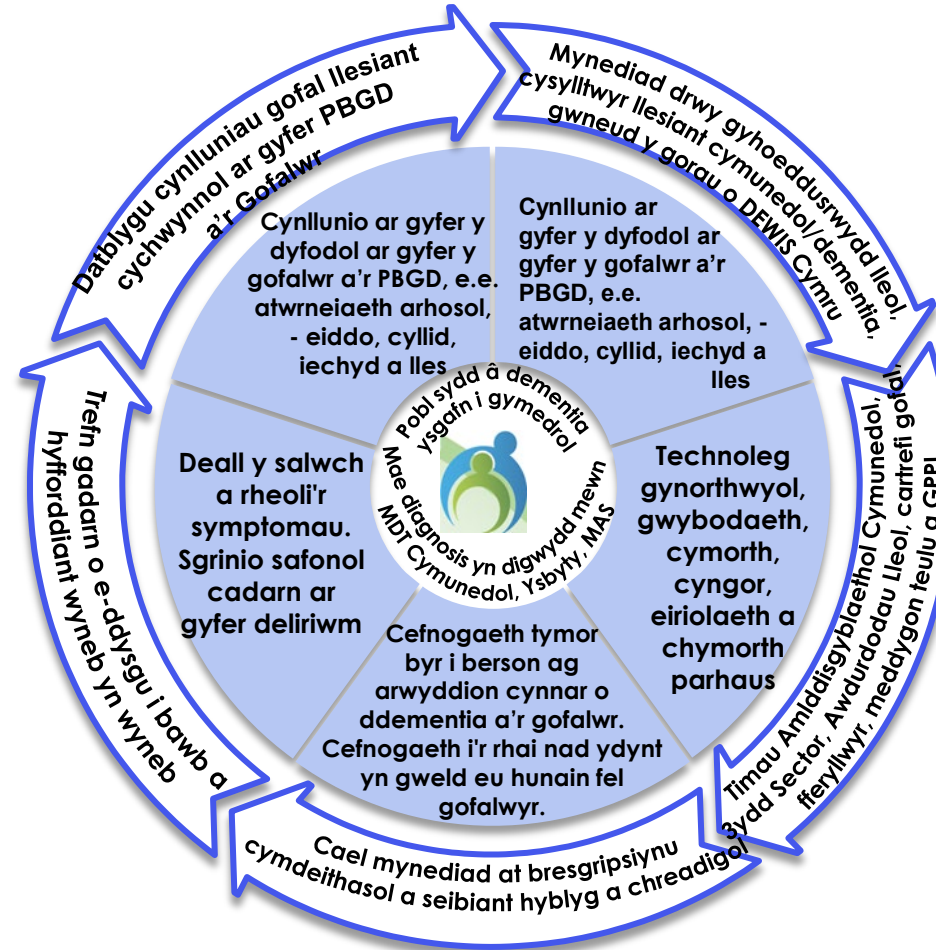 Datblygu cynlluniau gofal llesiant
cychwynnol ar gyfer PBGD
a'r Gofalwr
Mynediad drwy gyhoeddusrwydd lleol,
cysylltwyr llesiant cymunedol/dementia,
gwneud y gorau o DEWIS Cymru
Timau Amlddisgyblaethol Cymunedol,
3ydd Sector, Awdurdodau Lleol, cartrefi gofal,
fferyllwyr, meddygon teulu a GPPI
Cael mynediad at bresgripsiynu
cymdeithasol a seibiant hyblyg a chreadigol
Trefn gadarn o e-ddysgu i bawb a
hyfforddiant wyneb yn wyneb
Cynllunio ar gyfer y
dyfodol ar gyfer y
gofalwr a'r PBGD, e.e.
atwrneiaeth arhosol,
- eiddo, cyllid,
iechyd a lles
Cynllunio ar
gyfer y dyfodol ar
gyfer y gofalwr a'r
PBGD, e.e.
atwrneiaeth arhosol, -
eiddo, cyllid, iechyd a
lles
Technoleg
gynorthwyol,
gwybodaeth,
cymorth,
cyngor,
eiriolaeth a
chymorth
parhaus
Cefnogaeth tymor
byr i berson ag
arwyddion cynnar o
ddementia a'r gofalwr.
Cefnogaeth i'r rhai nad ydynt
yn gweld eu hunain fel
gofalwyr.
Deall y salwch
a rheoli'r
symptomau.
Sgrinio safonol
cadarn ar
gyfer deliriwm
Pobl sydd â dementia
ysgafn i gymedrol
Mae diagnosis yn digwydd mewn
MDT Cymunedol, Ysbyty, MAS